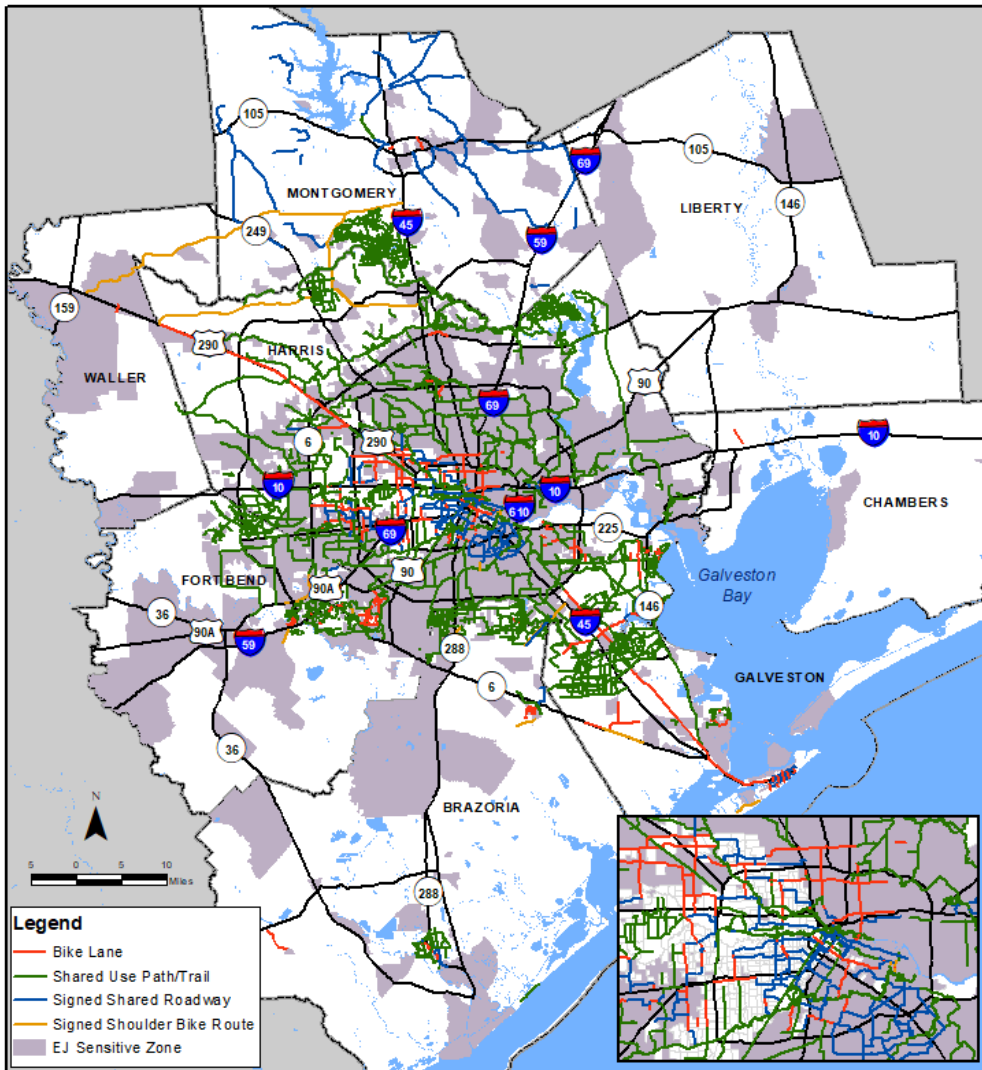 105
69
105
MONTGOMERY
146
LIBERTY
45
249
59
159
290
HARRIS
WALLER
90
69
6
290
10
10
10
610
CHAMBERS
69
225
90
Galveston
Bay
FORT BEND
90A
36
146
90A
45
59
288
GALVESTON
6
36
BRAZORIA
N
5 0 5 10
Miles
288
Legend
Bike Lane
Shared Use Path/Trail
Signed Shared Roadway
Signed Shoulder Bike Route
EJ Sensitive Zone